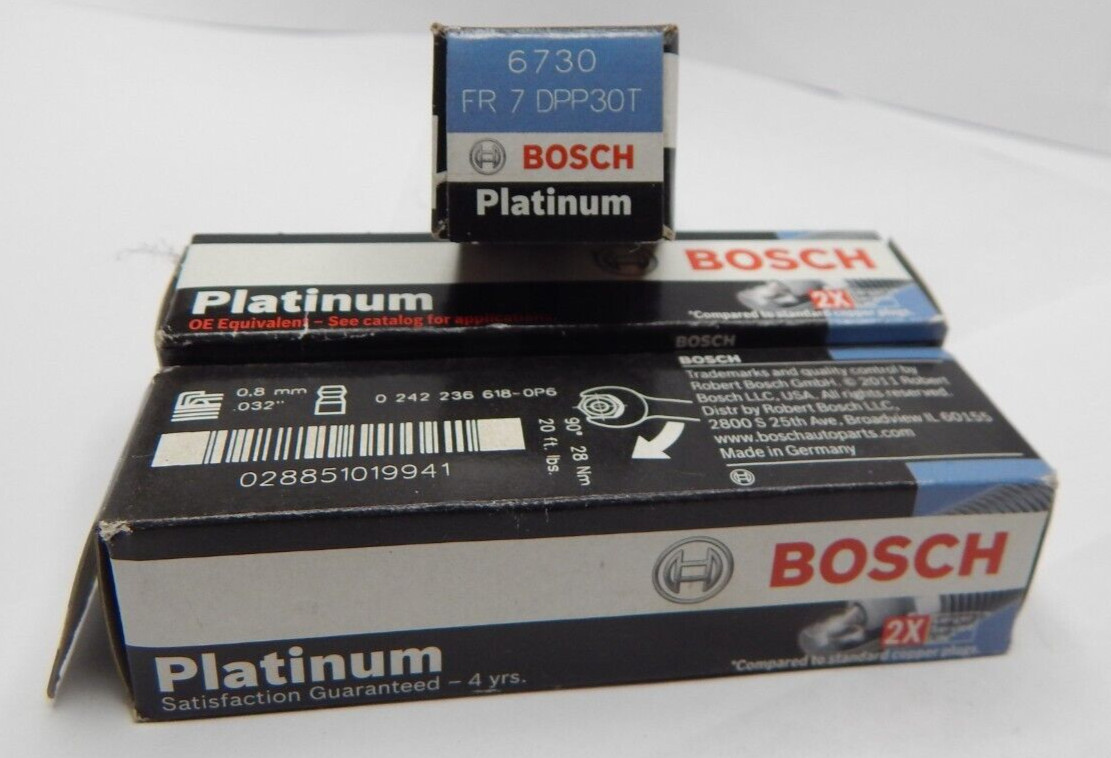 6730
FR 7 DPP30T
BOSCH
Platinum
BOSCH
Platinum
2X
OE Equivalent – See catalog for
*Compared to standard copper plugs.
BOSCH
BOSCH
0.8 mm
.032"
0 242 236 618-0P6
90° 28 Nm
20 ft. lbs.
028851019941
Trademarks and quality control by
Robert Bosch GmbH. © 2011 Robert
Bosch LLC, USA. All rights reserved.
Distr by Robert Bosch LLC,
2800 S 25th Ave, Broadview IL 60155
www.boschautoparts.com
Made in Germany
BOSCH
2X
*Compared to standard copper plugs.
Platinum
Satisfaction Guaranteed – 4 yrs.